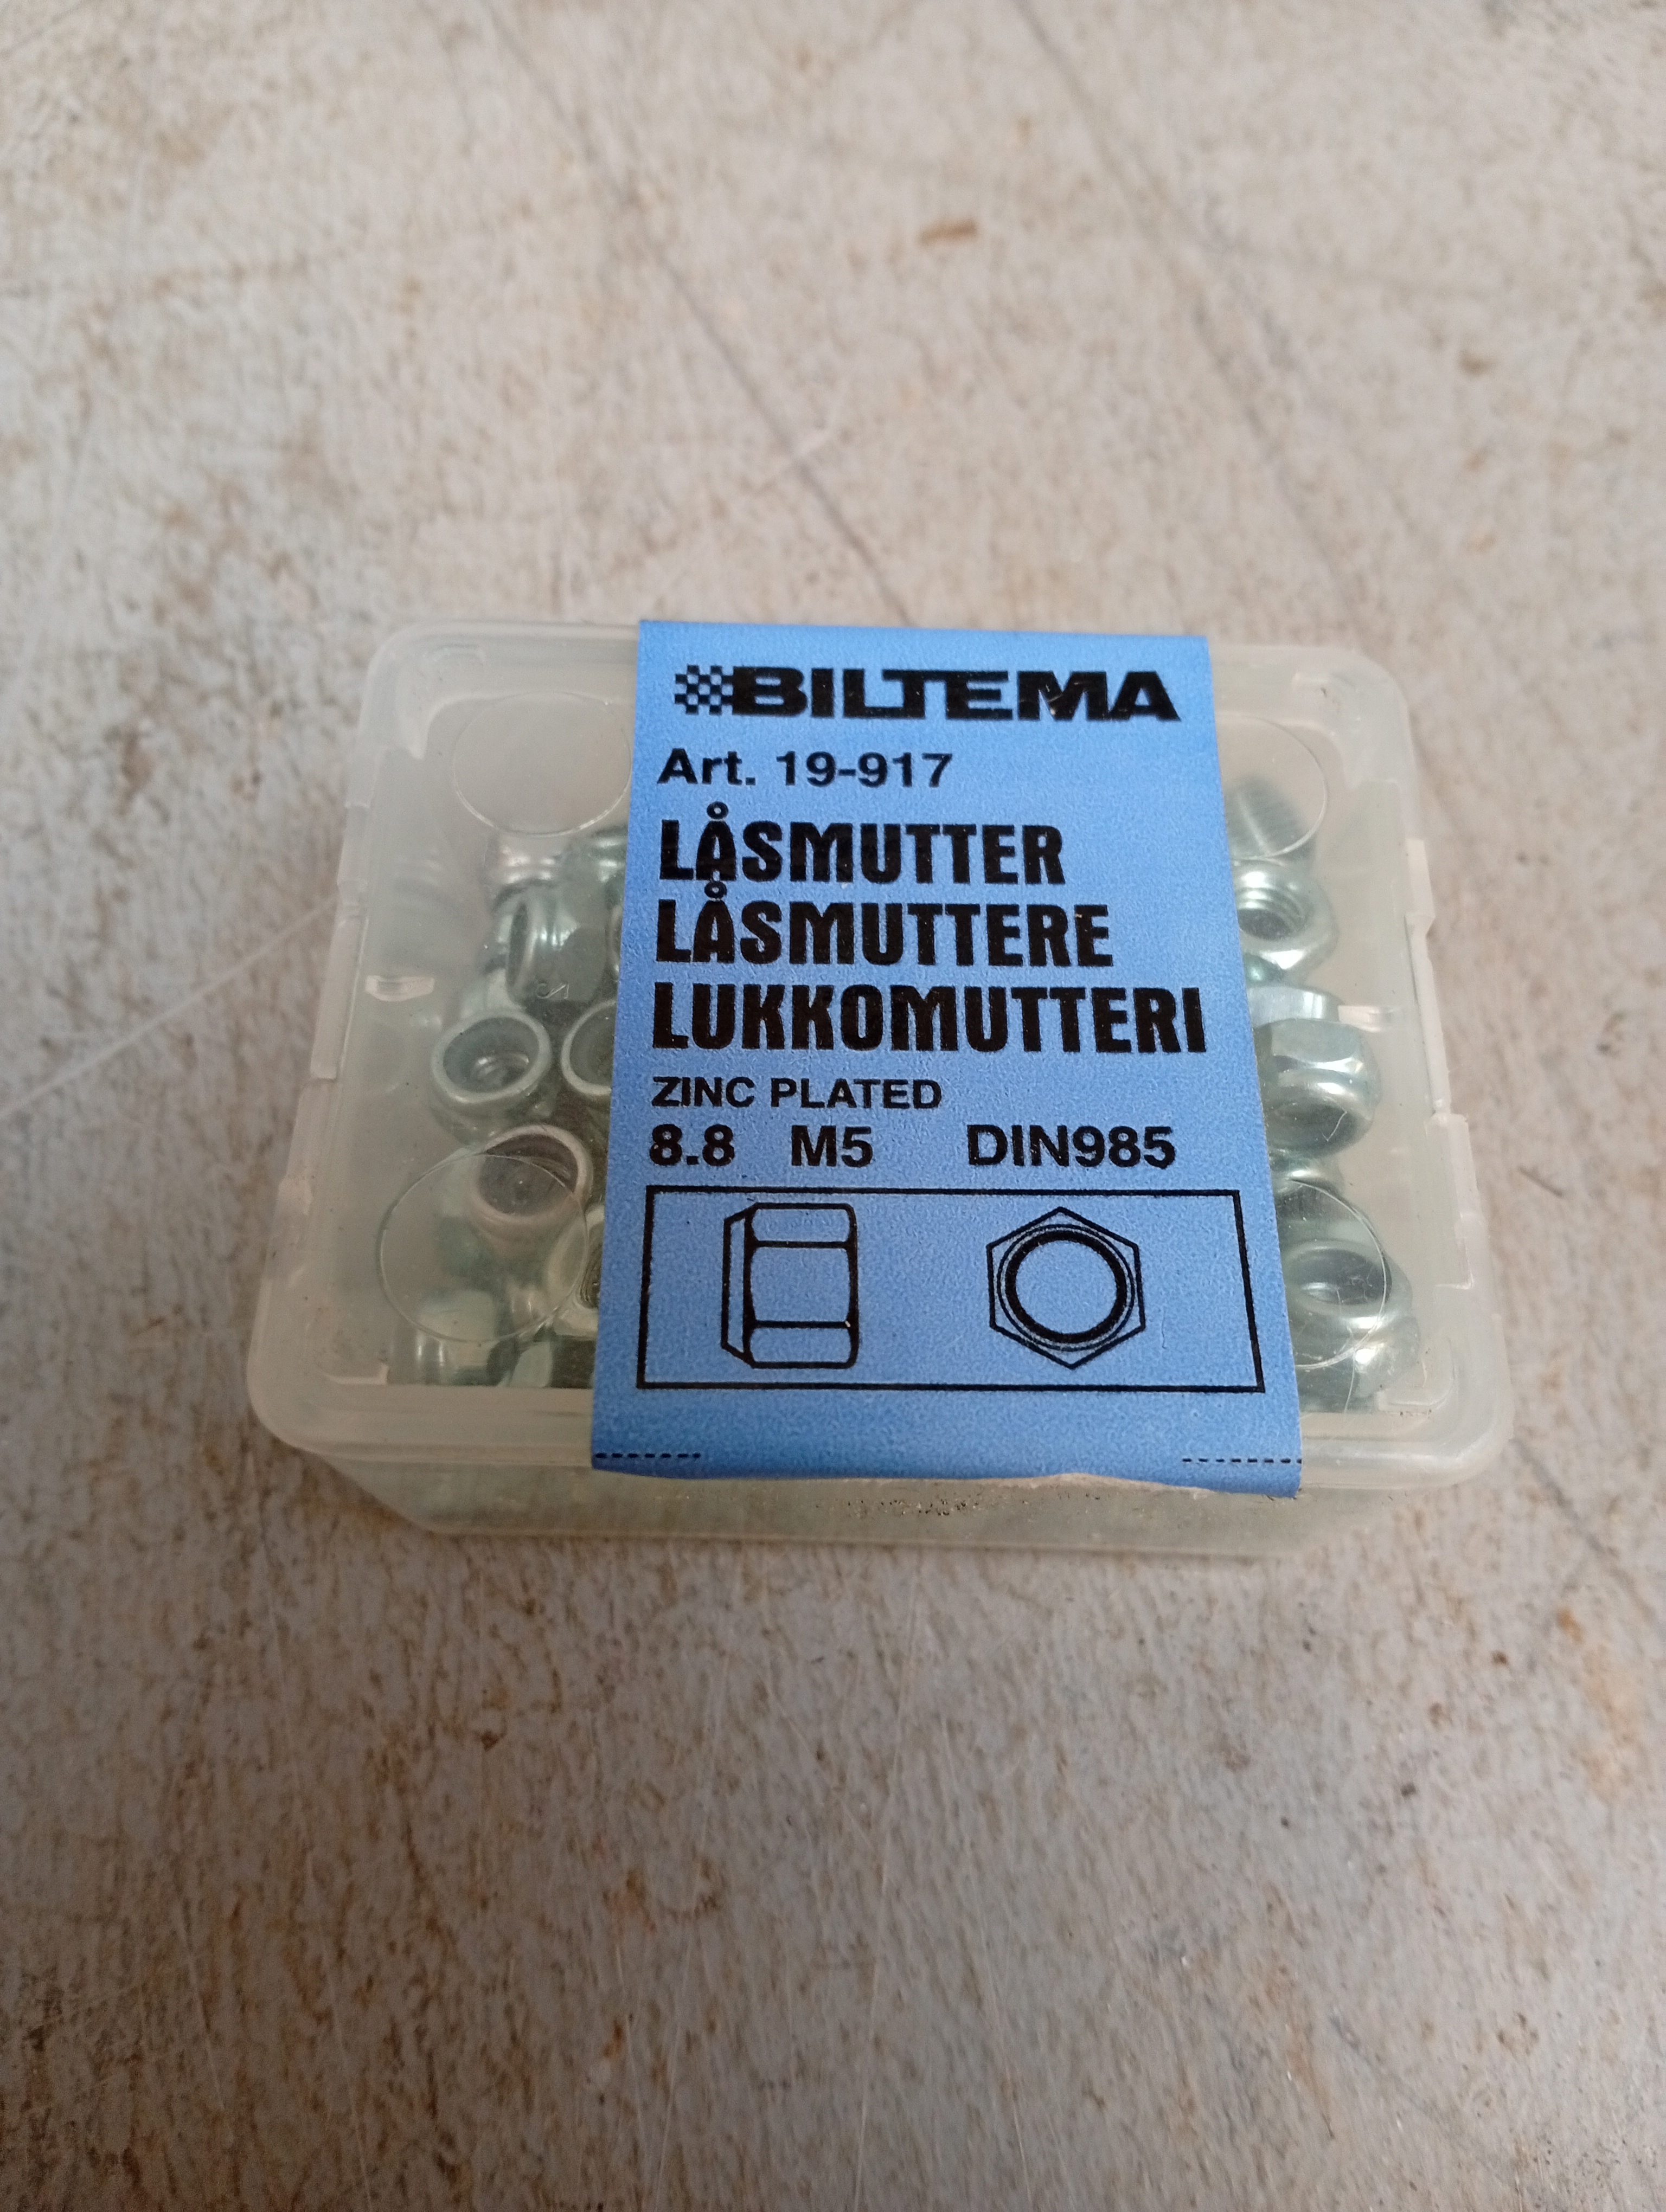 BILTEMA
Art. 19-917
LÅSMUTTER
LÅSMUTTERE
LUKKOMUTTERI
ZINC PLATED
8.8 M5 DIN985